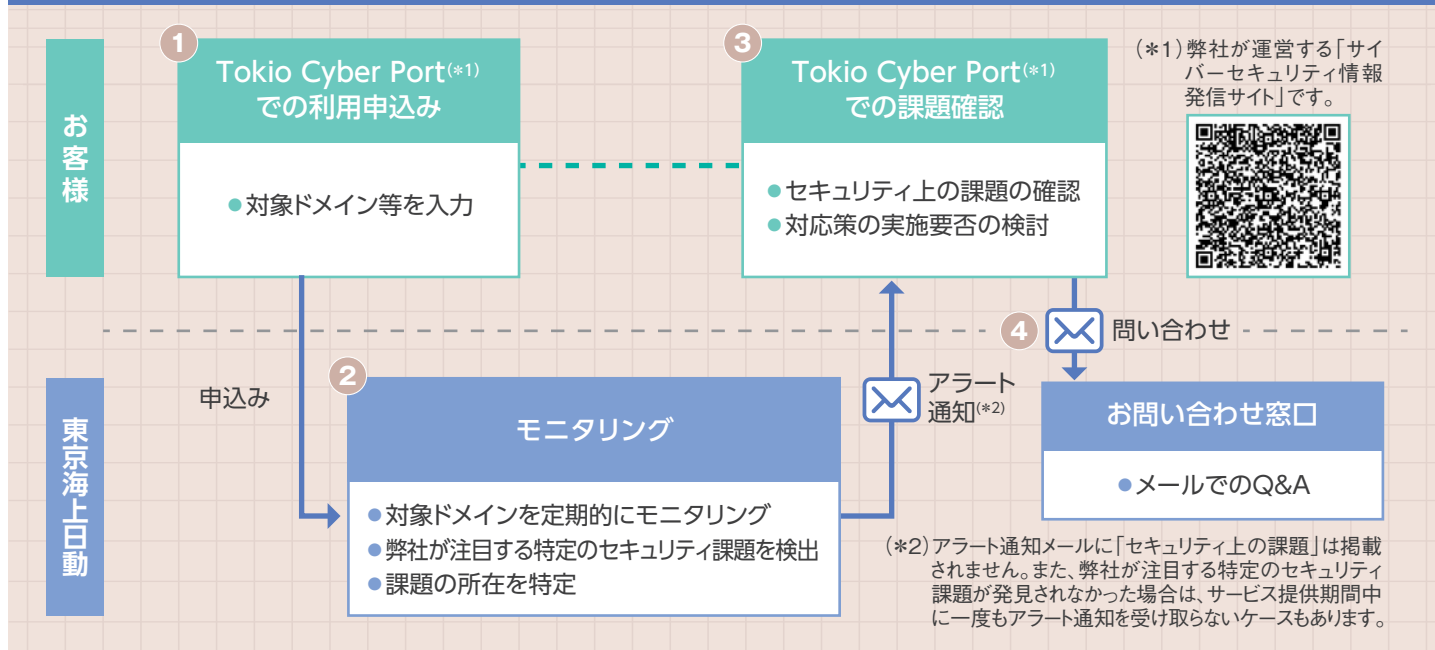 お客様
1
Tokio Cyber Port(*1)
での利用申込み
●対象ドメイン等を入力
3
Tokio Cyber Port(*1)
での課題確認
●セキュリティ上の課題の確認
●対応策の実施要否の検討
(*1)弊社が運営する「サイ
バーセキュリティ情報
発信サイト」です。
4
問い合わせ
東京海上日動
申込み
2
モニタリング
●対象ドメインを定期的にモニタリング
●弊社が注目する特定のセキュリティ課題を検出
●課題の所在を特定
アラート
通知(*2)
お問い合わせ窓口
●メールでのQ&A
(*2)アラート通知メールに「セキュリティ上の課題」は掲載
されません。また、弊社が注目する特定のセキュリティ
課題が発見されなかった場合は、サービス提供期間中
に一度もアラート通知を受け取らないケースもあります。